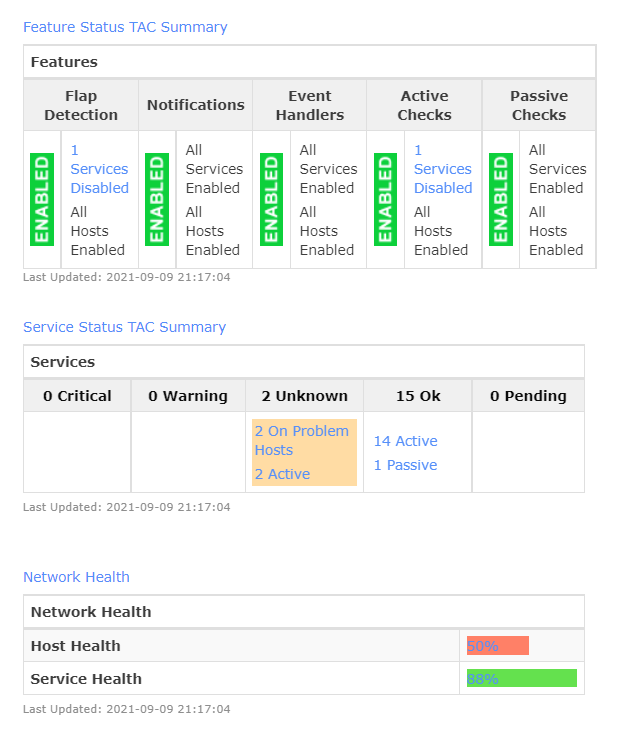 Feature Status TAC Summary
Features
Flap Detection
Notifications
Event Handlers
Active Checks
Passive Checks
ENABLED
1
Services
Disabled
All
Hosts
Enabled
ENABLED
All
Services
Enabled
All
Hosts
Enabled
ENABLED
All
Services
Enabled
All
Hosts
Enabled
ENABLED
1
Services
Disabled
All
Hosts
Enabled
ENABLED
All
Services
Enabled
All
Hosts
Enabled
Last Updated: 2021-09-09 21:17:04
Service Status TAC Summary
Services
0 Critical
0 Warning
2 Unknown
15 Ok
0 Pending
2 On Problem
Hosts
2 Active
14 Active
1 Passive
Last Updated: 2021-09-09 21:17:04
Network Health
Network Health
Host Health 50%
Service Health 88%
Last Updated: 2021-09-09 21:17:04